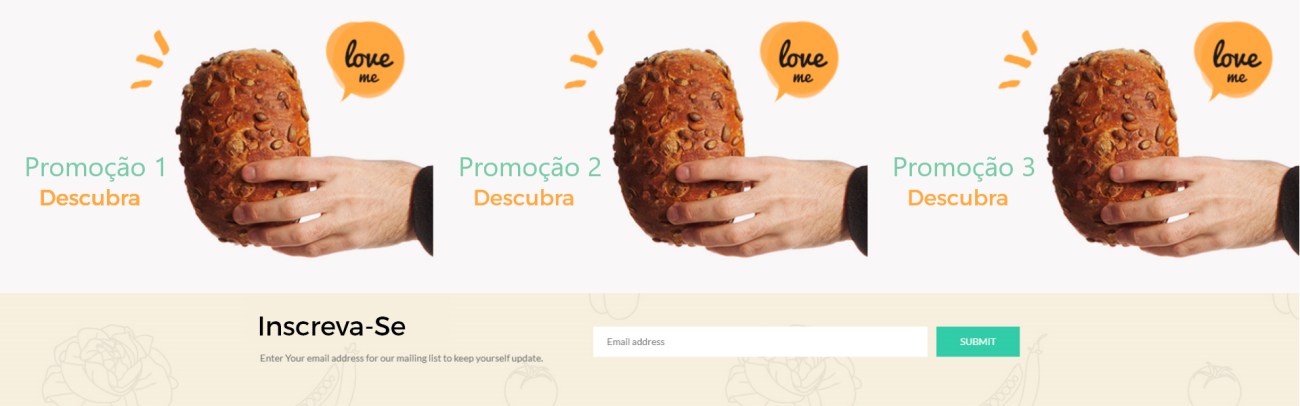 love
me
Promoção 1
Descubra
love
me
Promoção 2
Descubra
love
me
Promoção 3
Descubra
Inscreva-Se
Enter Your email address for our mailing list to keep yourself update.
Email address
SUBMIT